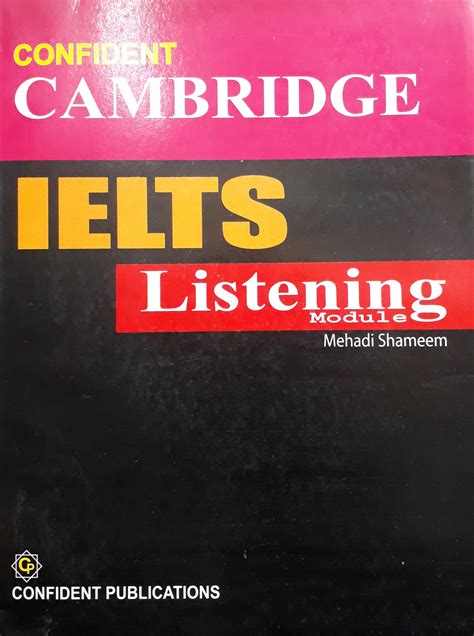 CONFIDENT
CAMBRIDGE
IELTS
Listening
Module
Mehadi Shameem
CP
CONFIDENT PUBLICATIONS